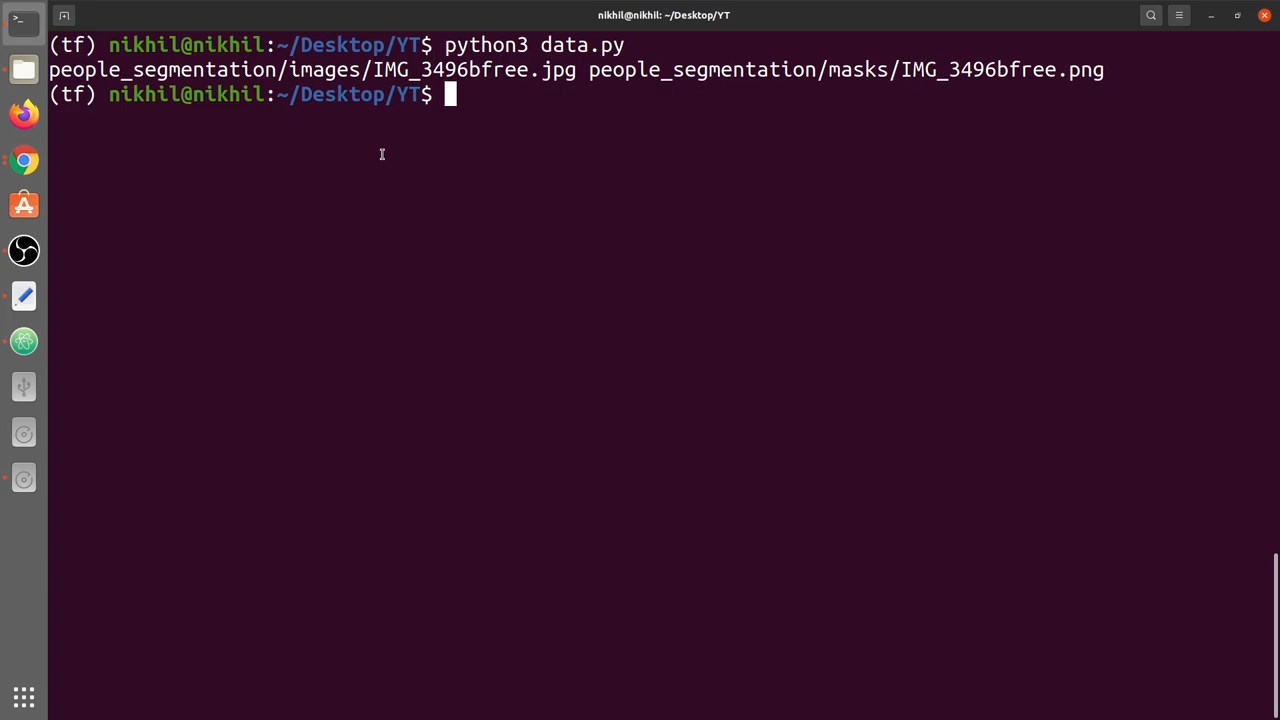 nikhil@nikhil: ~/Desktop/YT
(tf) nikhil@nikhil:~/Desktop/YT$ python3 data.py
people_segmentation/images/IMG_3496bfree.jpg people_segmentation/masks/IMG_3496bfree.png
(tf) nikhil@nikhil:~/Desktop/YT$